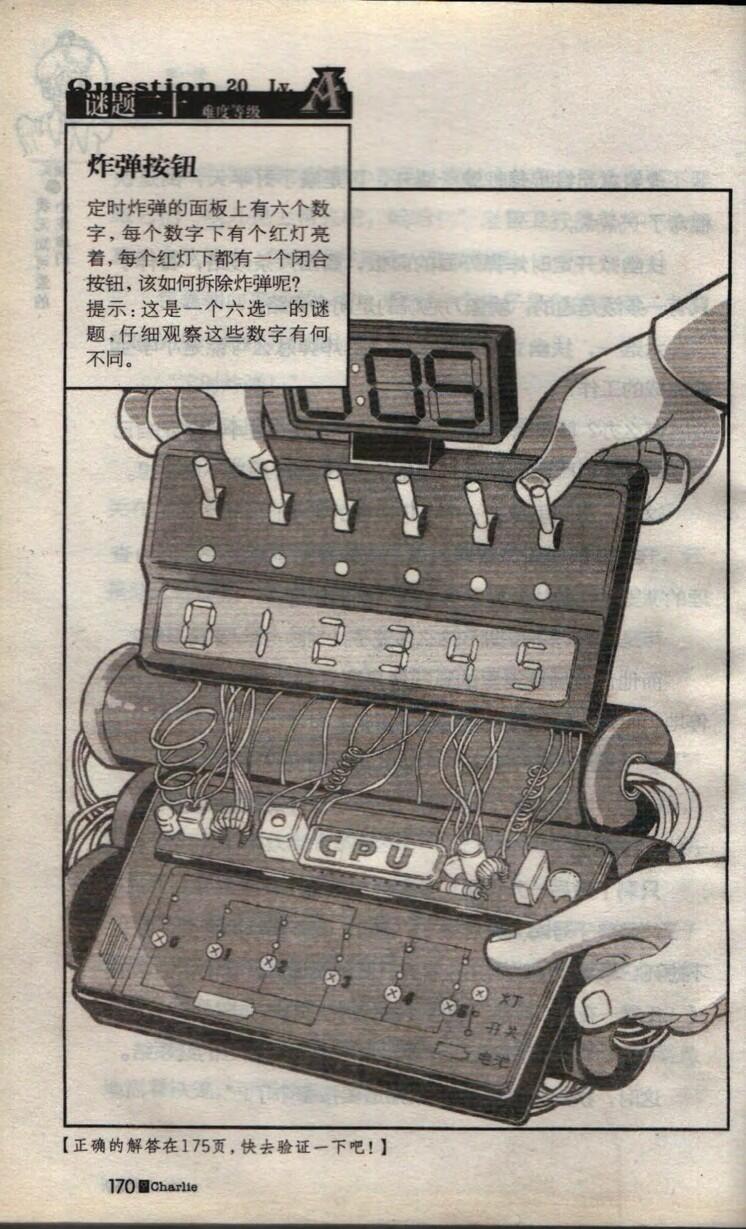 Question 20 Lv. A
谜题二十 难度等级
炸弹按钮
定时炸弹的面板上有六个数
字，每个数字下有个红灯亮
着，每个红灯下都有一个闭合
按钮，该如何拆除炸弹呢？
提示：这是一个六选一的谜
题，仔细观察这些数字有何
不同。
0:05
0 1 2 3 4 5
CPU
0 1 2 3 4 5
灯
开关
电池
【正确的解答在175页，快去验证一下吧！】
170 Charlie